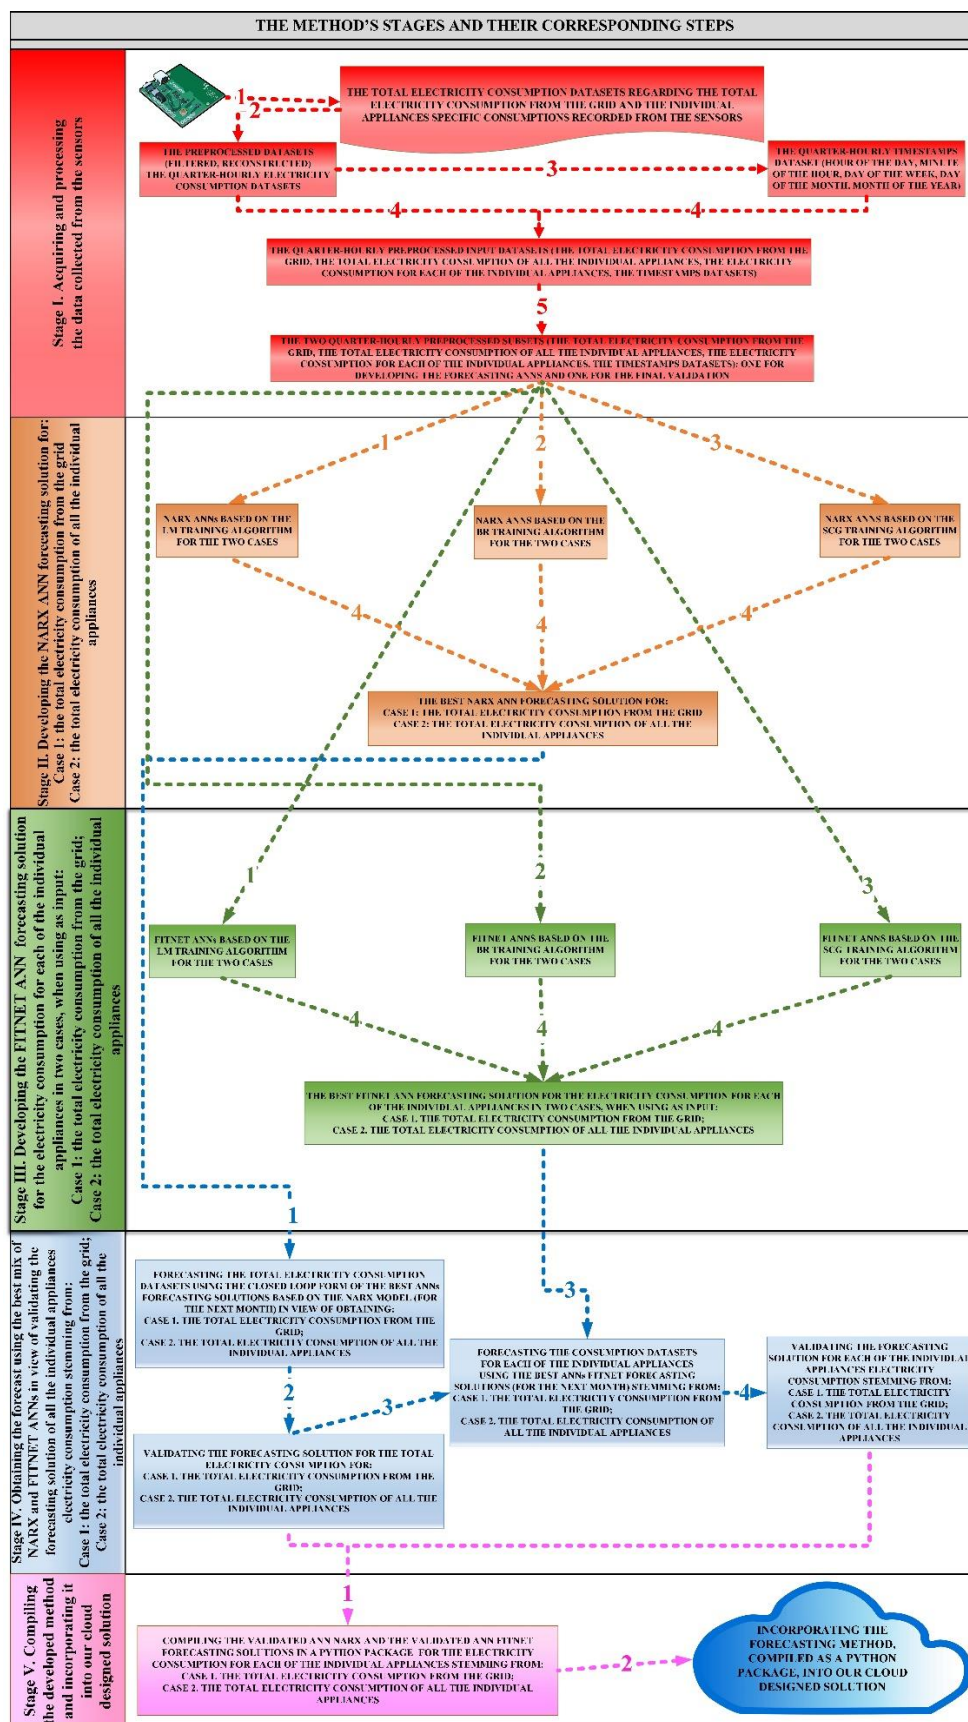 THE METHOD'S STAGES AND THEIR CORRESPONDING STEPS
Stage I. Acquiring and processing
the data collected from the sensors
1
2
THE TOTAL ELECTRICITY CONSUMPTION DATASETS REGARDING THE TOTAL
ELECTRICITY CONSUMPTION FROM THE GRID AND THE INDIVIDUAL
APPLIANCES SPECIFIC CONSUMPTIONS RECORDED FROM THE SENSORS
THE PREPROCESSED DATASETS
(FILTERED, RECONSTRUCTED)
THE QUARTER-HOURLY ELECTRICITY
CONSUMPTION DATASETS
3
THE QUARTER-HOURLY TIMESTAMPS
DATASET (HOUR OF THE DAY, MINUTE
OF THE HOUR, DAY OF THE WEEK, DAY
OF THE MONTH, MONTH OF THE YEAR)
4
4
THE QUARTER-HOURLY PREPROCESSED INPUT DATASETS (THE TOTAL ELECTRICITY CONSUMPTION FROM THE
GRID, THE TOTAL ELECTRICITY CONSUMPTION OF ALL THE INDIVIDUAL APPLIANCES, THE ELECTRICITY
CONSUMPTION FOR EACH OF THE INDIVIDUAL APPLIANCES, THE TIMESTAMPS DATASETS)
5
THE TWO QUARTER-HOURLY PREPROCESSED SUBSETS (THE TOTAL ELECTRICITY CONSUMPTION FROM THE
GRID, THE TOTAL ELECTRICITY CONSUMPTION OF ALL THE INDIVIDUAL APPLIANCES, THE ELECTRICITY
CONSUMPTION FOR EACH OF THE INDIVIDUAL APPLIANCES, THE TIMESTAMPS DATASETS): ONE FOR
DEVELOPING THE FORECASTING ANNS AND ONE FOR THE FINAL VALIDATION
Stage II. Developing the NARX ANN forecasting solution for:
Case 1: the total electricity consumption from the grid
Case 2: the total electricity consumption of all the individual
appliances
1
2
3
NARX ANNs BASED ON THE
LM TRAINING ALGORITHM
FOR THE TWO CASES
NARX ANNS BASED ON THE
BR TRAINING ALGORITHM
FOR THE TWO CASES
NARX ANNS BASED ON THE
SCG TRAINING ALGORITHM
FOR THE TWO CASES
4
4
4
THE BEST NARX ANN FORECASTING SOLUTION FOR:
CASE 1: THE TOTAL ELECTRICITY CONSUMPTION FROM THE GRID
CASE 2: THE TOTAL ELECTRICITY CONSUMPTION OF ALL THE
INDIVIDUAL APPLIANCES
Stage III. Developing the FITNET ANN forecasting solution
for the electricity consumption for each of the individual
appliances in two cases, when using as input:
Case 1: the total electricity consumption from the grid;
Case 2: the total electricity consumption of all the individual
appliances
1
2
3
FITNET ANNs BASED ON THE
LM TRAINING ALGORITHM
FOR THE TWO CASES
FITNET ANNS BASED ON THE
BR TRAINING ALGORITHM
FOR THE TWO CASES
FITNET ANNS BASED ON THE
SCG TRAINING ALGORITHM
FOR THE TWO CASES
4
4
4
THE BEST FITNET ANN FORECASTING SOLUTION FOR THE ELECTRICITY CONSUMPTION FOR EACH
OF THE INDIVIDUAL APPLIANCES IN TWO CASES, WHEN USING AS INPUT:
CASE 1. THE TOTAL ELECTRICITY CONSUMPTION FROM THE GRID;
CASE 2. THE TOTAL ELECTRICITY CONSUMPTION OF ALL THE INDIVIDUAL APPLIANCES
Stage IV. Obtaining the forecast using the best mix of
NARX and FITNET ANNs in view of validating the
forecasting solution of all the individual appliances
electricity consumption stemming from:
Case 1: the total electricity consumption from the grid;
Case 2: the total electricity consumption of all the
individual appliances
1
FORECASTING THE TOTAL ELECTRICITY CONSUMPTION
DATASETS USING THE CLOSED LOOP FORM OF THE BEST ANNs
FORECASTING SOLUTIONS BASED ON THE NARX MODEL (FOR
THE NEXT MONTH) IN VIEW OF OBTAINING:
CASE 1. THE TOTAL ELECTRICITY CONSUMPTION FROM THE
GRID;
CASE 2. THE TOTAL ELECTRICITY CONSUMPTION OF ALL THE
INDIVIDUAL APPLIANCES
2
3
3
VALIDATING THE FORECASTING SOLUTION FOR THE TOTAL
ELECTRICITY CONSUMPTION FOR:
CASE 1. THE TOTAL ELECTRICITY CONSUMPTION FROM THE
GRID;
CASE 2. THE TOTAL ELECTRICITY CONSUMPTION OF ALL THE
INDIVIDUAL APPLIANCES
FORECASTING THE CONSUMPTION DATASETS
FOR EACH OF THE INDIVIDUAL APPLIANCES
USING THE BEST ANNs FITNET FORECASTING
SOLUTIONS (FOR THE NEXT MONTH) STEMMING FROM:
CASE 1. THE TOTAL ELECTRICITY CONSUMPTION FROM THE
GRID;
CASE 2. THE TOTAL ELECTRICITY CONSUMPTION OF
ALL THE INDIVIDUAL APPLIANCES
4
VALIDATING THE FORECASTING
SOLUTION FOR EACH OF THE INDIVIDUAL
APPLIANCES ELECTRICITY
CONSUMPTION STEMMING FROM:
CASE 1. THE TOTAL ELECTRICITY
CONSUMPTION FROM THE GRID;
CASE 2. THE TOTAL ELECTRICITY
CONSUMPTION OF ALL THE INDIVIDUAL
APPLIANCES
Stage V. Compiling
the developed method
and incorporating it
into our cloud
designed solution
1
COMPILING THE VALIDATED ANN NARX AND THE VALIDATED ANN FITNET
FORECASTING SOLUTIONS IN A PYTHON PACKAGE FOR THE ELECTRICITY
CONSUMPTION FOR EACH OF THE INDIVIDUAL APPLIANCES STEMMING FROM:
CASE 1. THE TOTAL ELECTRICITY CONSUMPTION FROM THE GRID;
CASE 2. THE TOTAL ELECTRICITY CONSUMPTION OF ALL THE INDIVIDUAL
APPLIANCES
2
INCORPORATING THE
FORECASTING METHOD,
COMPILED AS A PYTHON
PACKAGE, INTO OUR CLOUD
DESIGNED SOLUTION